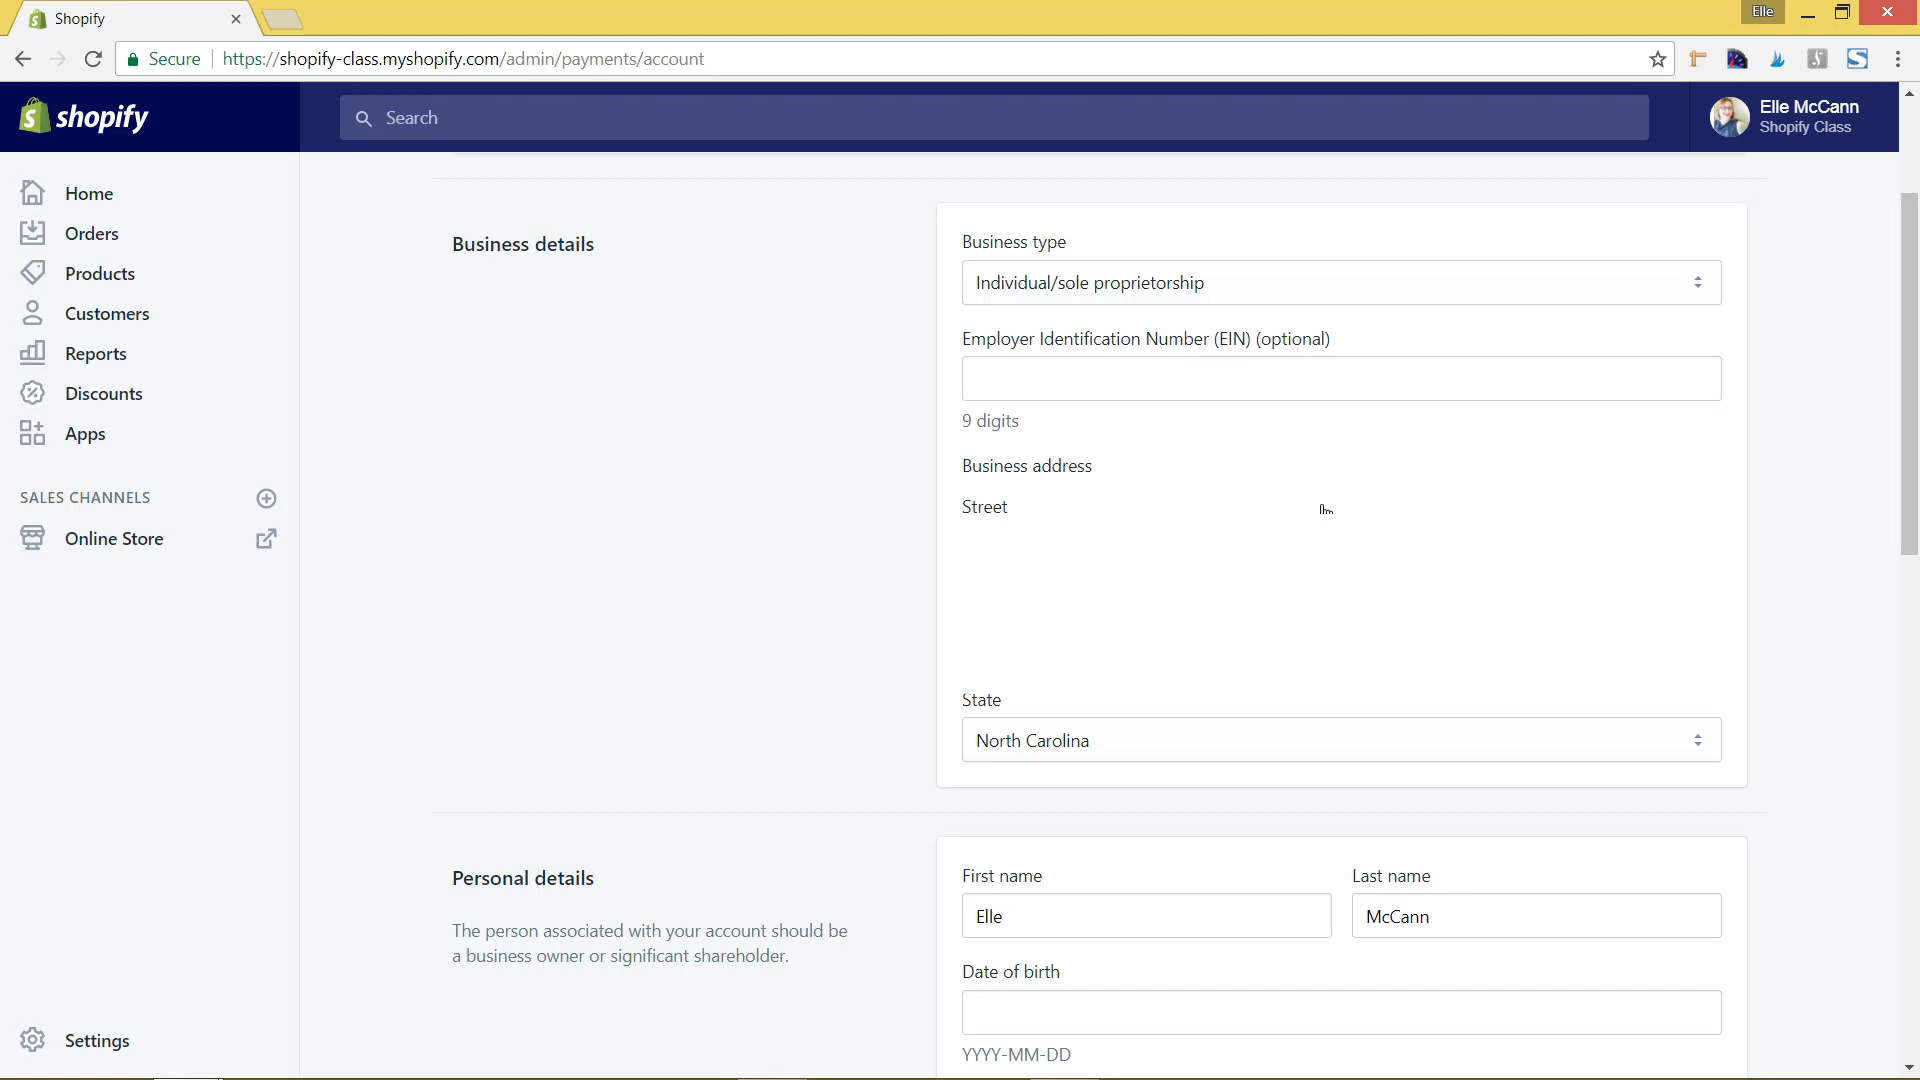 Shopify
Elle
Secure https://shopify-class.myshopify.com/admin/payments/account
shopify
Search
Elle McCann
Shopify Class
Home
Orders
Products
Customers
Reports
Discounts
Apps
SALES CHANNELS
Online Store
Settings
Business details
Business type
Individual/sole proprietorship
Employer Identification Number (EIN) (optional)
9 digits
Business address
Street
State
North Carolina
Personal details
The person associated with your account should be
a business owner or significant shareholder.
First name Last name
Elle McCann
Date of birth
YYYY-MM-DD